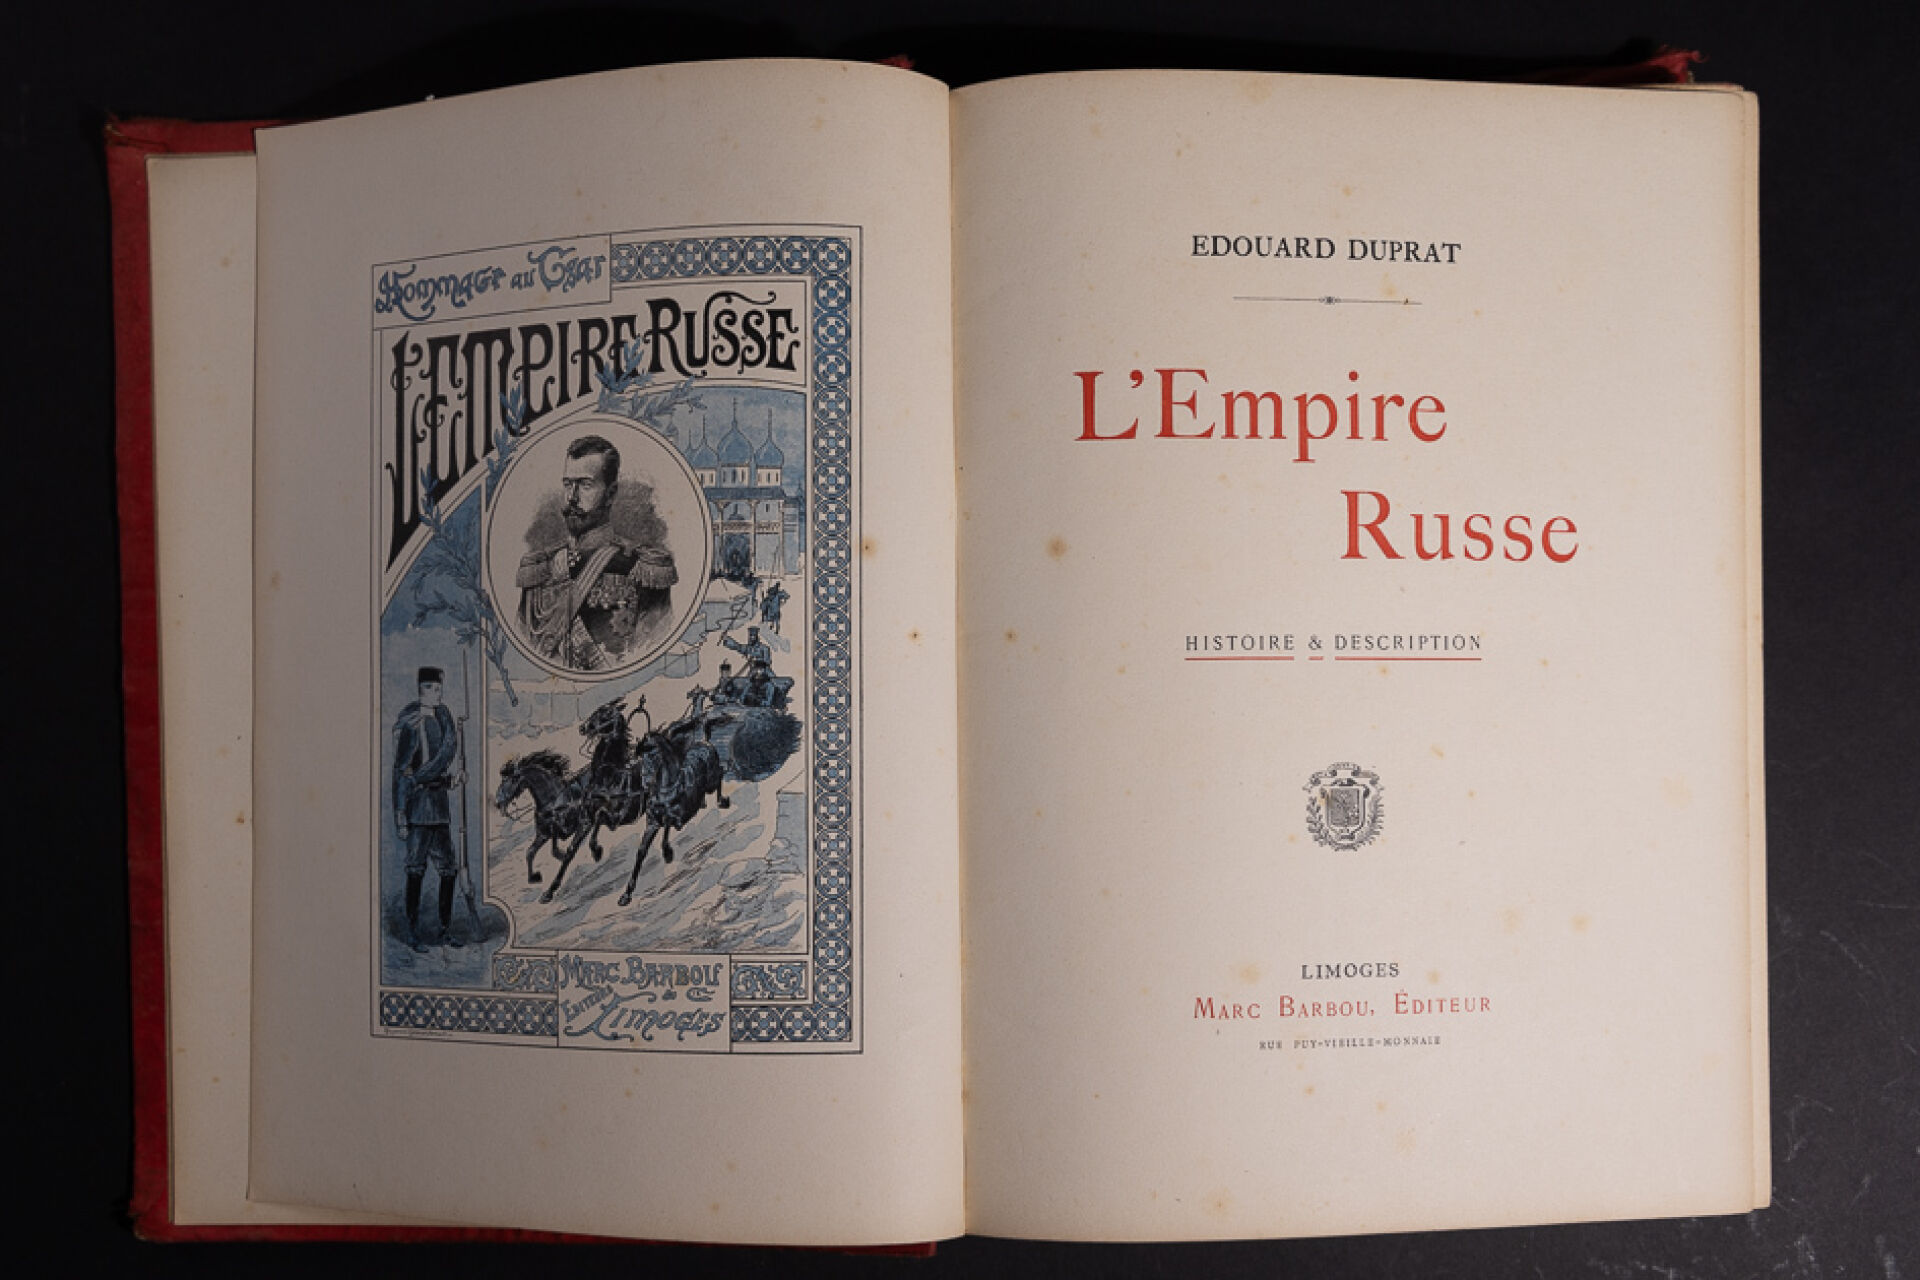 Hommage au Czar
L'EMPIRE RUSSE
MARC BARBOU
& Cie
EDITEURS
LIMOGES
EDOUARD DUPRAT
L'Empire
Russe
HISTOIRE & DESCRIPTION
LIMOGES
MARC BARBOU, ÉDITEUR
RUE PUY-VIEILLE-MONNAIE